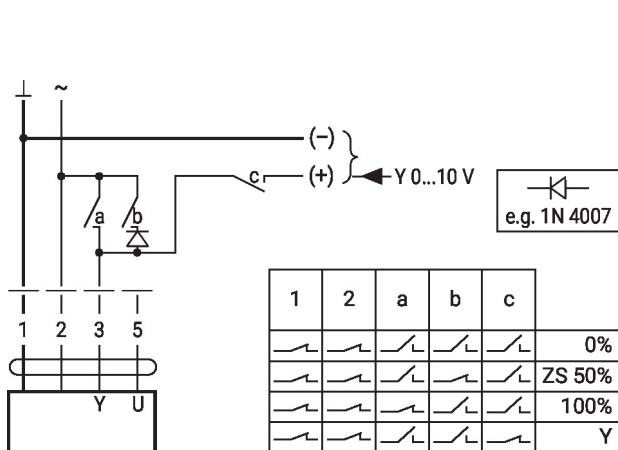 ⊥ ~
(–)
c (+) Y 0...10 V
a b
e.g. 1N 4007
1 2 3 5
Y U
1 2 a b c
0%
ZS 50%
100%
Y